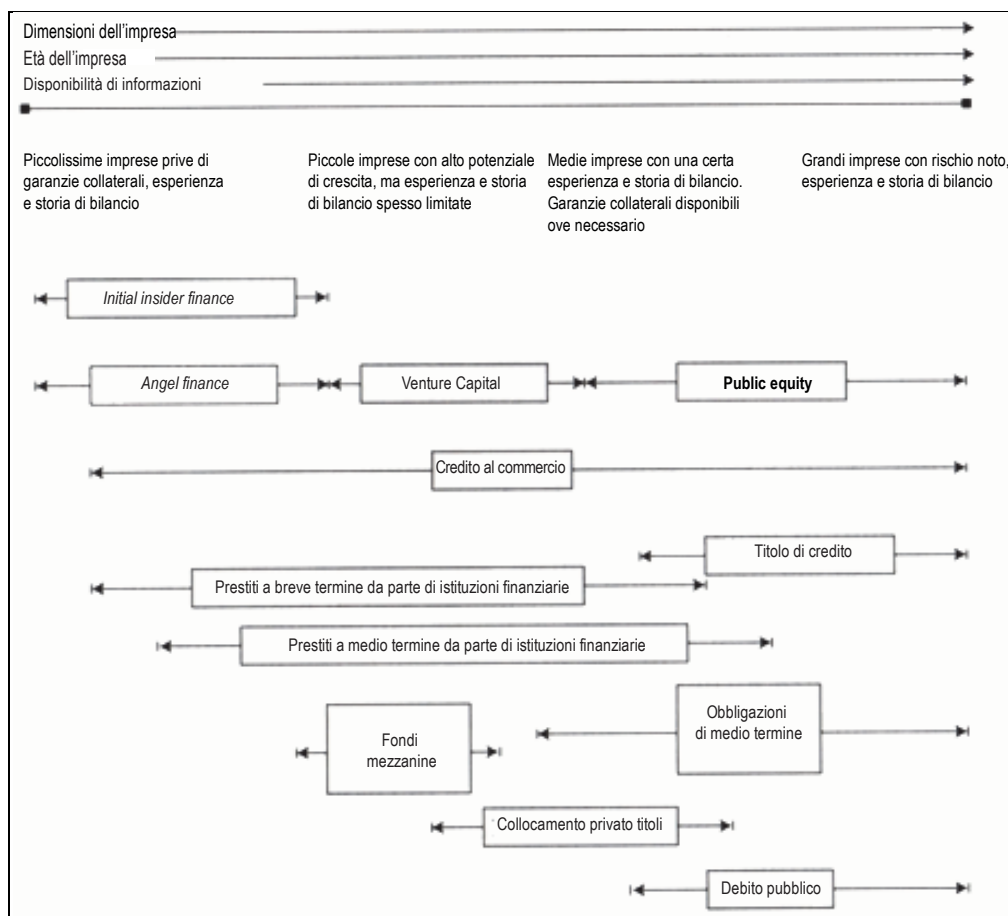 Dimensioni dell'impresa
Età dell'impresa
Disponibilità di informazioni
Piccolissime imprese prive di
garanzie collaterali, esperienza
e storia di bilancio
Piccole imprese con alto potenziale
di crescita, ma esperienza e storia
di bilancio spesso limitate
Medie imprese con una certa
esperienza e storia di bilancio.
Garanzie collaterali disponibili
ove necessario
Grandi imprese con rischio noto,
esperienza e storia di bilancio
Initial insider finance
Angel finance
Venture Capital
Public equity
Credito al commercio
Titolo di credito
Prestiti a breve termine da parte di istituzioni finanziarie
Prestiti a medio termine da parte di istituzioni finanziarie
Fondi
mezzanine
Obbligazioni
di medio termine
Collocamento privato titoli
Debito pubblico